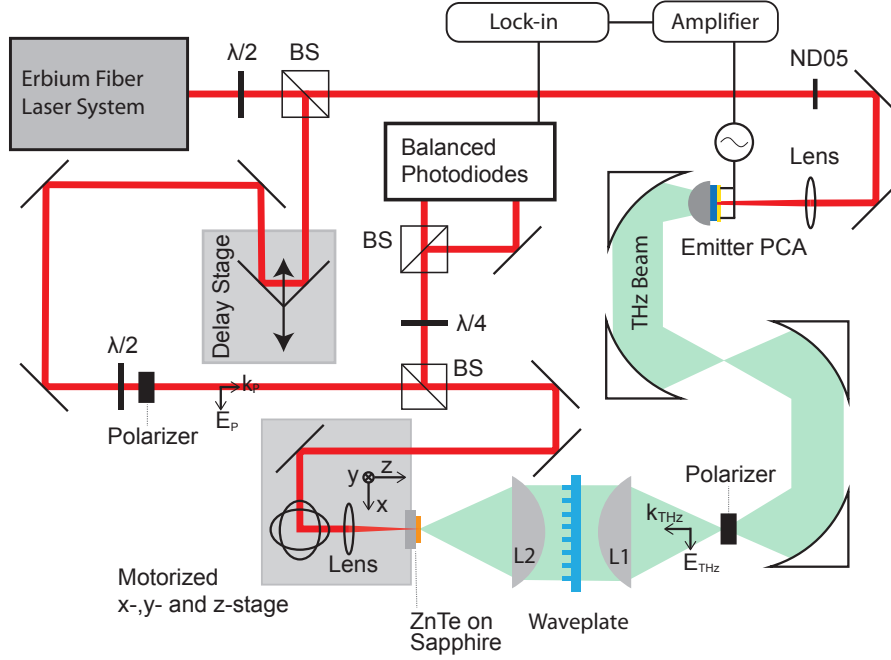 Lock-in
Amplifier
Erbium Fiber
Laser System
λ/2
BS
ND05
Balanced
Photodiodes
Lens
BS
Emitter PCA
Delay Stage
THz Beam
λ/4
λ/2
BS
kP
EP
Polarizer
y
z
x
Polarizer
kTHz
ETHz
L2
L1
Lens
Motorized
x-,y- and z-stage
ZnTe on
Sapphire
Waveplate